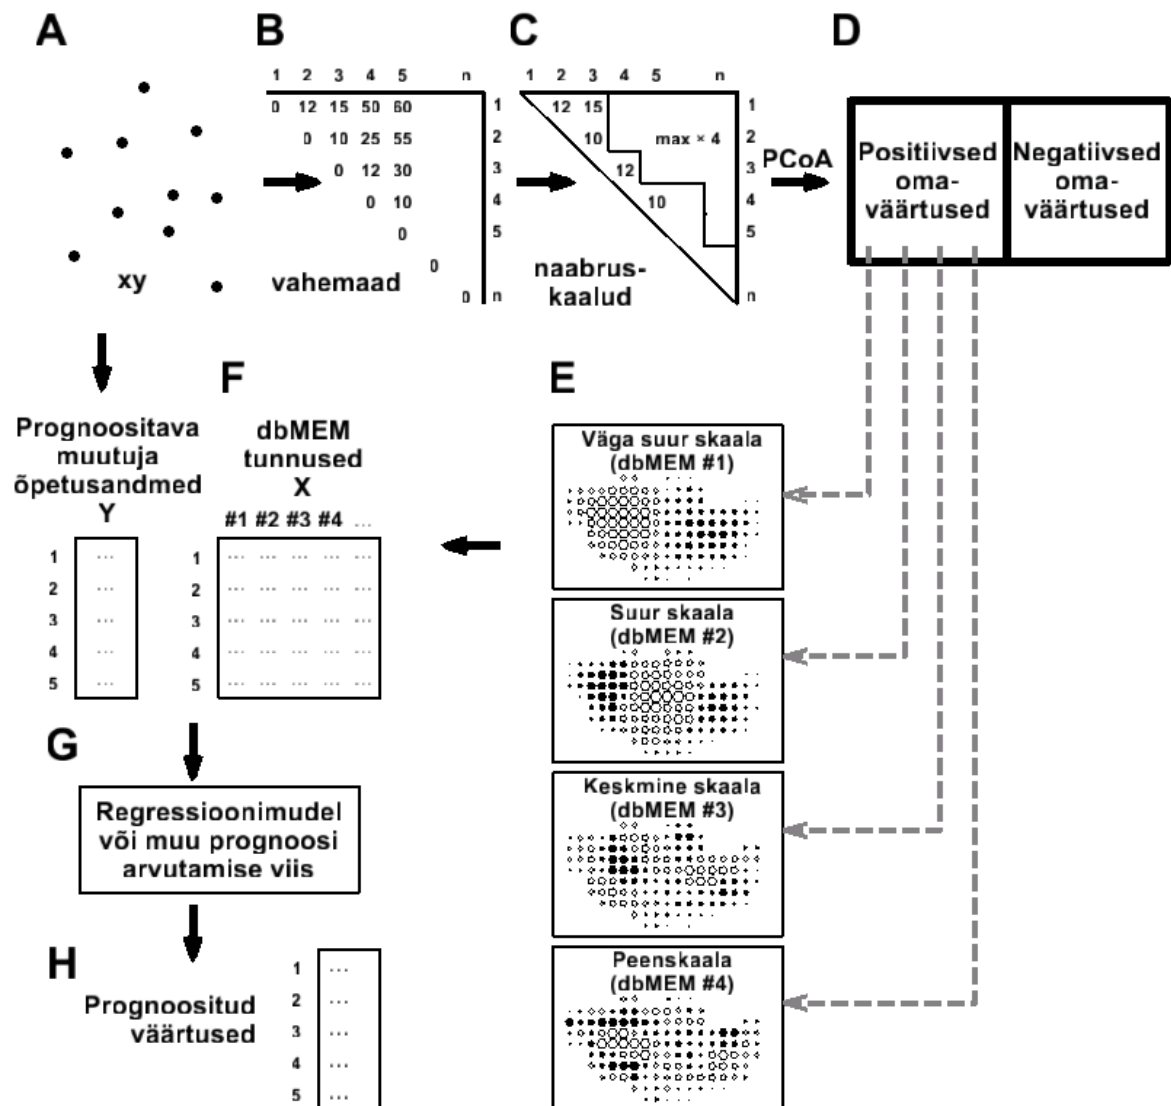 A
xy
B
1 2 3 4 5 n
0 12 15 50 60 1
0 10 25 55 2
0 12 30 3
0 10 4
0 5
0
0 n
vahemaad
C
1 2 3 4 5 n
12 15 1
10 max × 4 2
12 3
10 4
5
n
naabrus-
kaalud
PCoA
D
Positiivsed
oma-
väärtused
Negatiivsed
oma-
väärtused
E
Väga suur skaala
(dbMEM #1)
Suur skaala
(dbMEM #2)
Keskmine skaala
(dbMEM #3)
Peenskaala
(dbMEM #4)
Prognoositava
muutuja
õpetusandmed
Y
1 ...
2 ...
3 ...
4 ...
5 ...
F
dbMEM
tunnused
X
#1 #2 #3 #4 ...
1 ... ... ... ... ...
2 ... ... ... ... ...
3 ... ... ... ... ...
4 ... ... ... ... ...
5 ... ... ... ... ...
G
Regressioonimudel
või muu prognoosi
arvutamise viis
H
Prognoositud
väärtused
1 ...
2 ...
3 ...
4 ...
5 ...